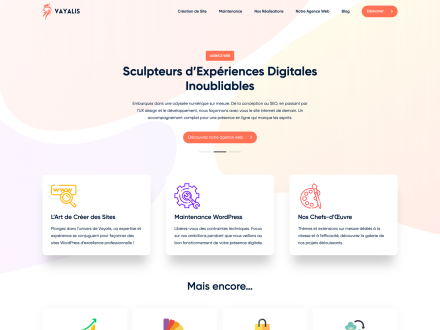 VAYALIS
Création de Site
Maintenance
Nos Réalisations
Notre Agence Web
Blog
Démarrer
AGENCE WEB
Sculpteurs d'Expériences Digitales
Inoubliables
Embarquez dans une odyssée numérique sur mesure. De la conception au SEO, en passant par
l'UX design et le développement, nous façonnons avec vous le site internet de demain. Un
accompagnement complet pour une présence en ligne qui marque les esprits.
Découvrez notre agence web
L'Art de Créer des Sites
Plongez dans l'univers de Vayalis, où expertise et
expérience se conjuguent pour façonner des
sites WordPress d'excellence professionnelle !
Maintenance WordPress
Libérez-vous des contraintes techniques. Focus
sur vos ambitions pendant que nous veillons au
bon fonctionnement de votre présence digitale.
Nos Chefs-d'Œuvre
Thèmes et extensions sur mesure dédiés à la
vitesse et à l'efficacité, découvrez la galerie de
nos projets éblouissants.
Mais encore...